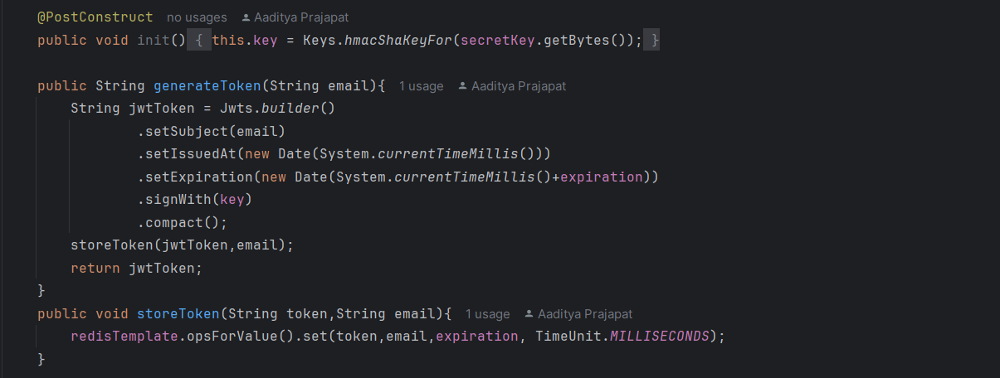 @PostConstruct no usages Aaditya Prajapat
public void init() { this.key = Keys.hmacShaKeyFor(secretKey.getBytes()); }
public String generateToken(String email){ 1 usage Aaditya Prajapat
String jwtToken = Jwts.builder()
.setSubject(email)
.setIssuedAt(new Date(System.currentTimeMillis()))
.setExpiration(new Date(System.currentTimeMillis()+expiration))
.signWith(key)
.compact();
storeToken(jwtToken,email);
return jwtToken;
}
public void storeToken(String token,String email){ 1 usage Aaditya Prajapat
redisTemplate.opsForValue().set(token,email,expiration, TimeUnit.MILLISECONDS);
}